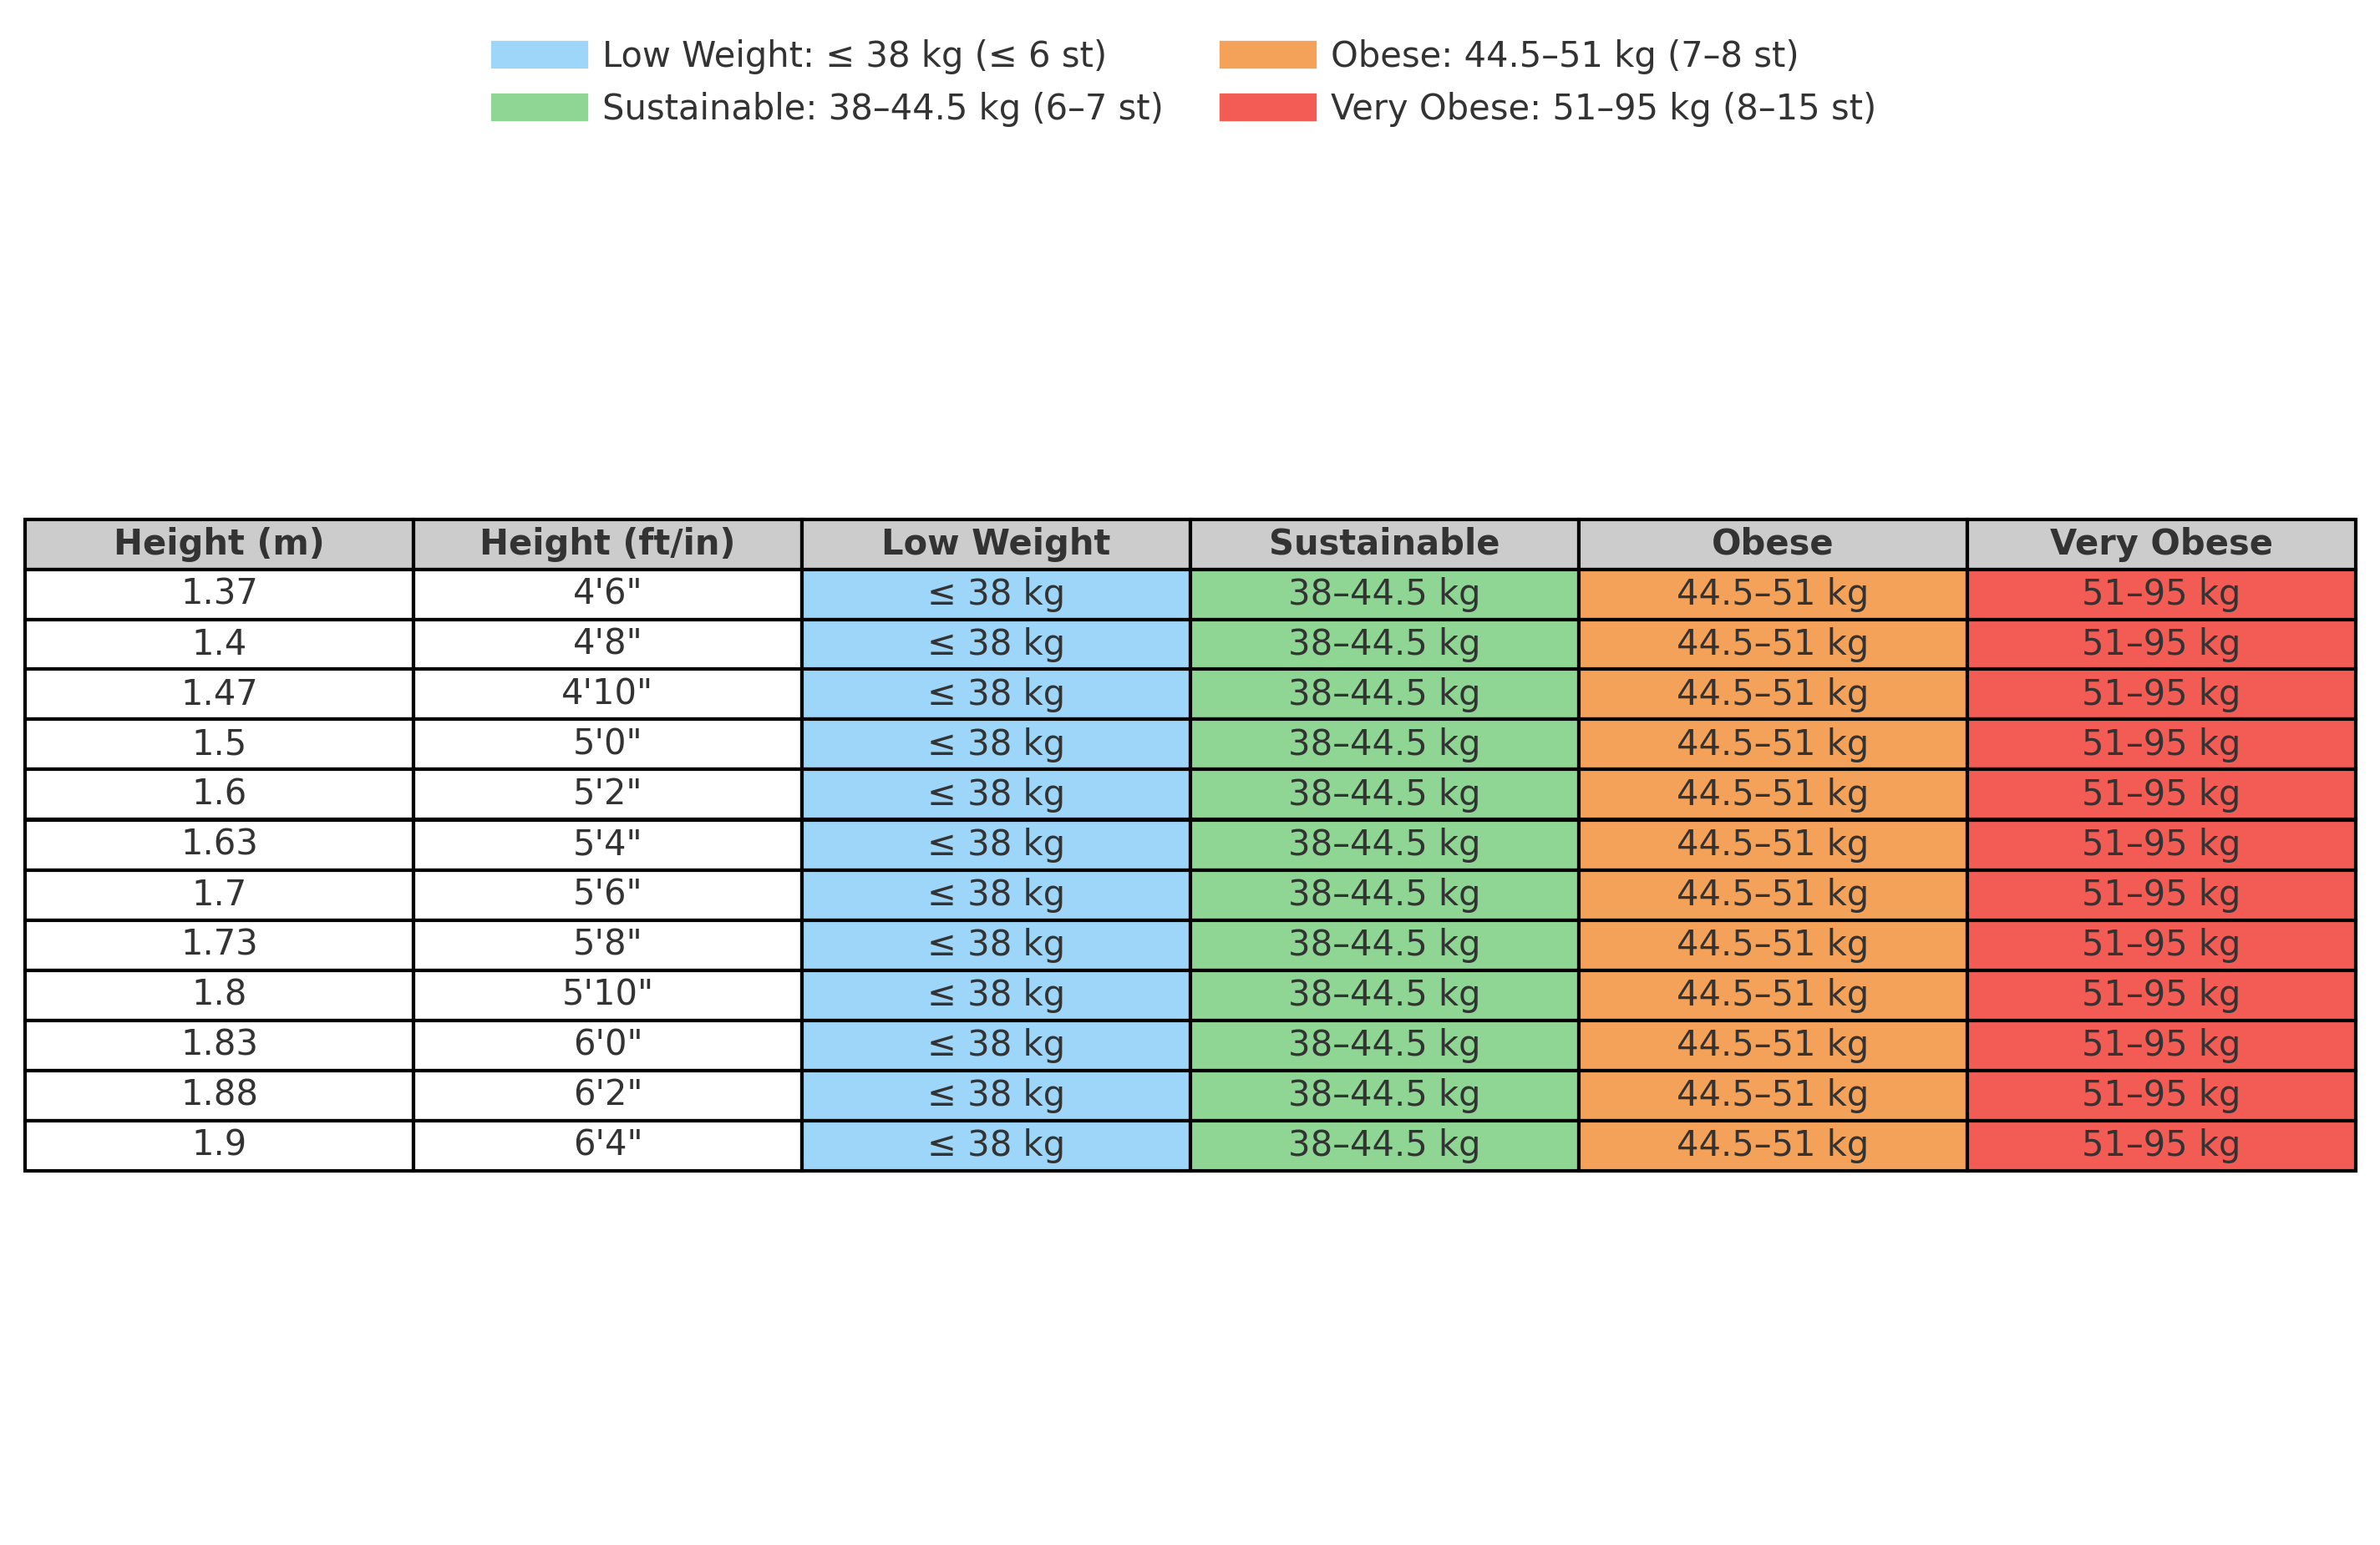 Low Weight: ≤ 38 kg (≤ 6 st)
Sustainable: 38–44.5 kg (6–7 st)
Obese: 44.5–51 kg (7–8 st)
Very Obese: 51–95 kg (8–15 st)
Height (m) Height (ft/in) Low Weight Sustainable Obese Very Obese
1.37 4'6" ≤ 38 kg 38–44.5 kg 44.5–51 kg 51–95 kg
1.4 4'8" ≤ 38 kg 38–44.5 kg 44.5–51 kg 51–95 kg
1.47 4'10" ≤ 38 kg 38–44.5 kg 44.5–51 kg 51–95 kg
1.5 5'0" ≤ 38 kg 38–44.5 kg 44.5–51 kg 51–95 kg
1.6 5'2" ≤ 38 kg 38–44.5 kg 44.5–51 kg 51–95 kg
1.63 5'4" ≤ 38 kg 38–44.5 kg 44.5–51 kg 51–95 kg
1.7 5'6" ≤ 38 kg 38–44.5 kg 44.5–51 kg 51–95 kg
1.73 5'8" ≤ 38 kg 38–44.5 kg 44.5–51 kg 51–95 kg
1.8 5'10" ≤ 38 kg 38–44.5 kg 44.5–51 kg 51–95 kg
1.83 6'0" ≤ 38 kg 38–44.5 kg 44.5–51 kg 51–95 kg
1.88 6'2" ≤ 38 kg 38–44.5 kg 44.5–51 kg 51–95 kg
1.9 6'4" ≤ 38 kg 38–44.5 kg 44.5–51 kg 51–95 kg